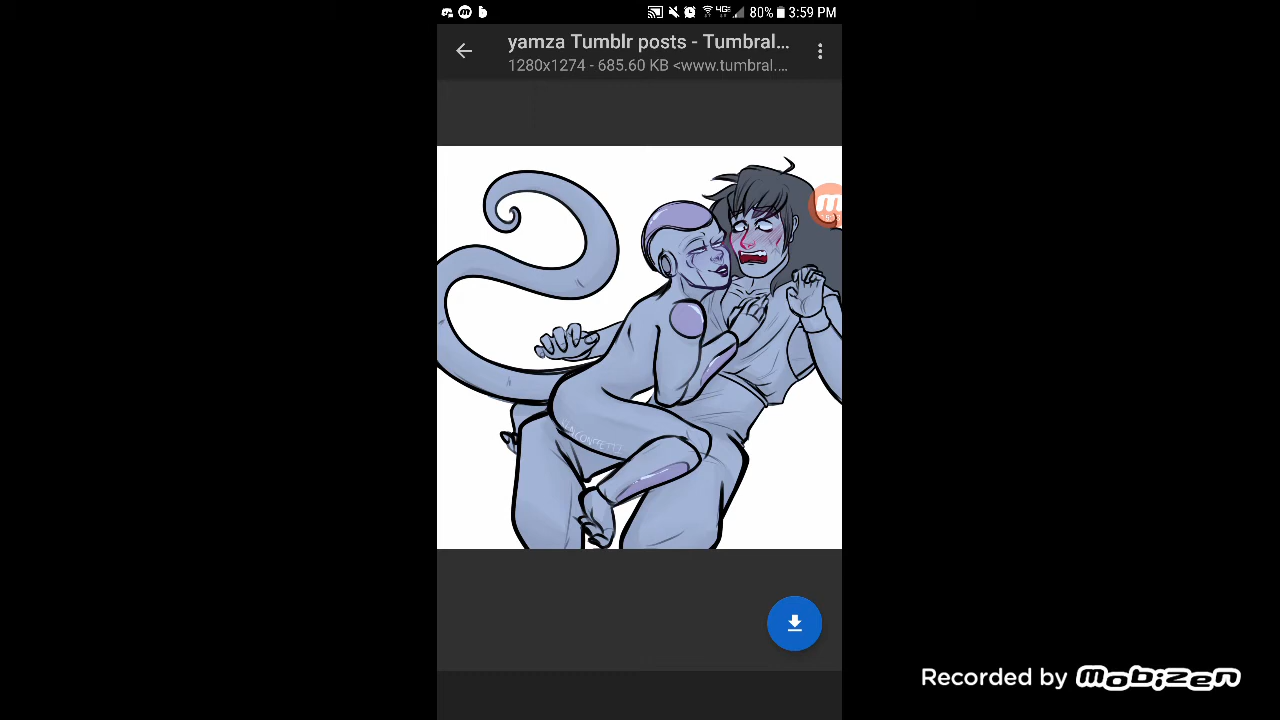 80% 3:59 PM
yamza Tumblr posts - Tumbral...
1280x1274 - 685.60 KB <www.tumbral....
Recorded by Mobizen